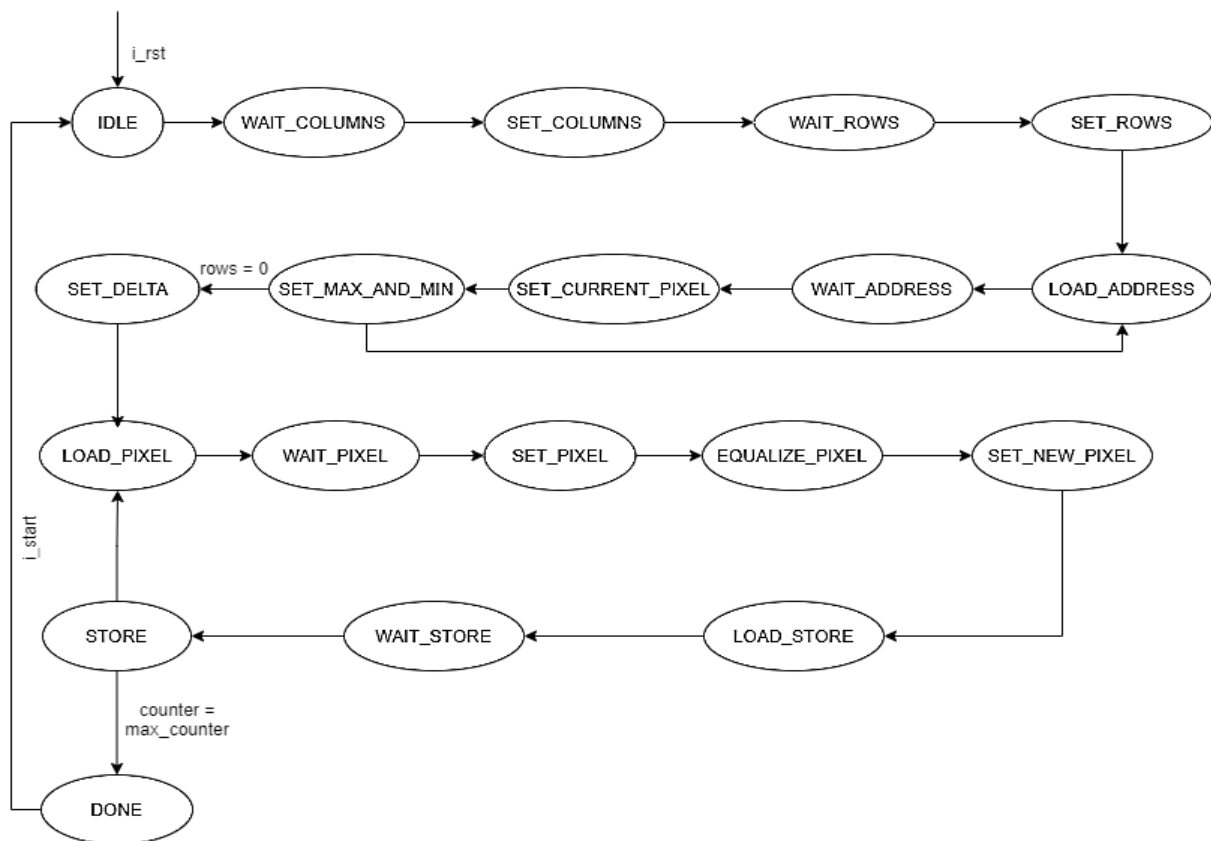 i_rst
IDLE
WAIT_COLUMNS
SET_COLUMNS
WAIT_ROWS
SET_ROWS
rows = 0
SET_DELTA
SET_MAX_AND_MIN
SET_CURRENT_PIXEL
WAIT_ADDRESS
LOAD_ADDRESS
LOAD_PIXEL
WAIT_PIXEL
SET_PIXEL
EQUALIZE_PIXEL
SET_NEW_PIXEL
i_start
STORE
WAIT_STORE
LOAD_STORE
counter =
max_counter
DONE